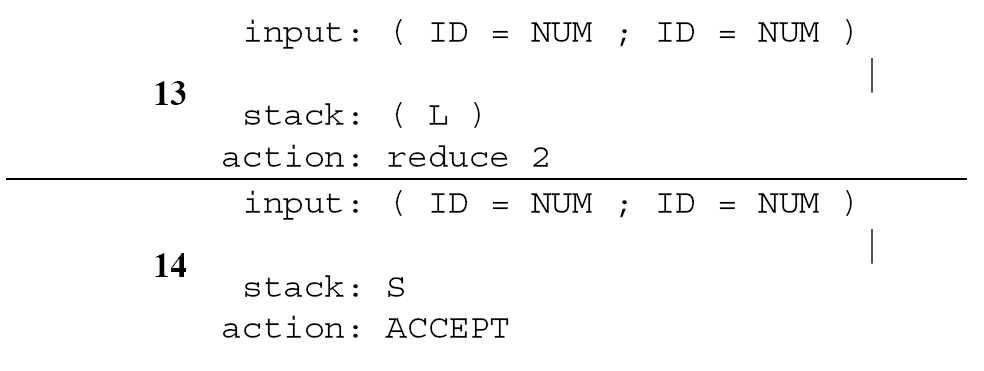 input: ( ID = NUM ; ID = NUM )
|
13
stack: ( L )
action: reduce 2
input: ( ID = NUM ; ID = NUM )
|
14
stack: S
action: ACCEPT